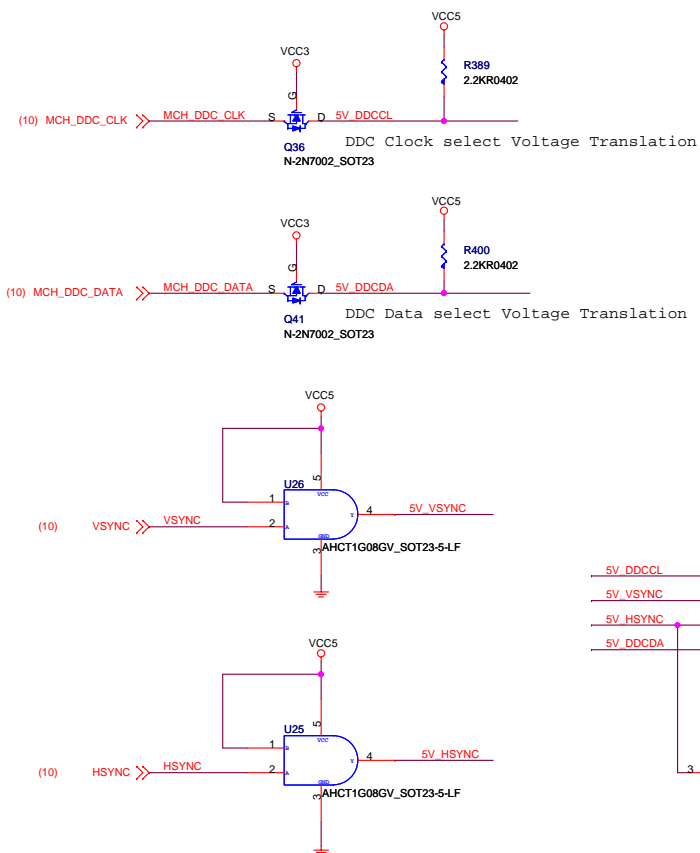 VCC5
VCC3
R389
2.2KR0402
G
(10) MCH_DDC_CLK
MCH_DDC_CLK
S
D
5V_DDCCL
Q36
N-2N7002_SOT23
DDC Clock select Voltage Translation
VCC5
VCC3
R400
2.2KR0402
G
(10) MCH_DDC_DATA
MCH_DDC_DATA
S
D
5V_DDCDA
Q41
N-2N7002_SOT23
DDC Data select Voltage Translation
VCC5
U26
5
VCC
1
B
4
Y
5V_VSYNC
(10)
VSYNC
VSYNC
2
A
GND
3
AHCT1G08GV_SOT23-5-LF
5V_DDCCL
5V_VSYNC
5V_HSYNC
5V_DDCDA
VCC5
U25
5
VCC
1
B
4
Y
5V_HSYNC
(10)
HSYNC
HSYNC
2
A
3
GND
3
AHCT1G08GV_SOT23-5-LF